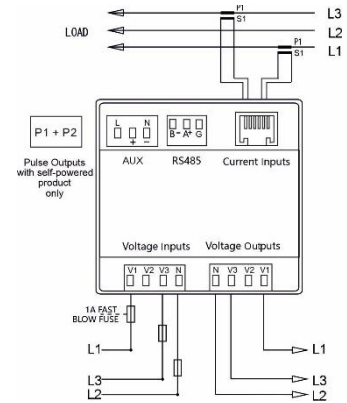 P1
S1
L3
LOAD
L2
P1
S1
L1
P1 + P2
Pulse Outputs
with self-powered
product
only
L N
+ −
AUX
B- A+ G
RS485
Current Inputs
Voltage Inputs
Voltage Outputs
V1 V2 V3 N
N V3 V2 V1
1A FAST
BLOW FUSE
L1
L1
L3
L3
L2
L2